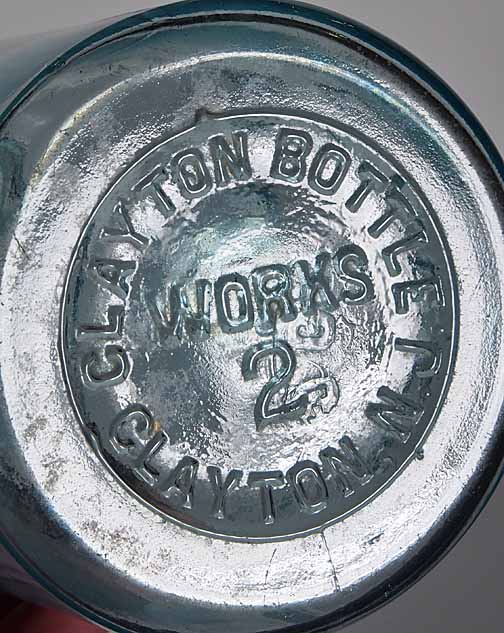 CLAYTON BOTTLE
WORKS
2
CLAYTON, N.J.